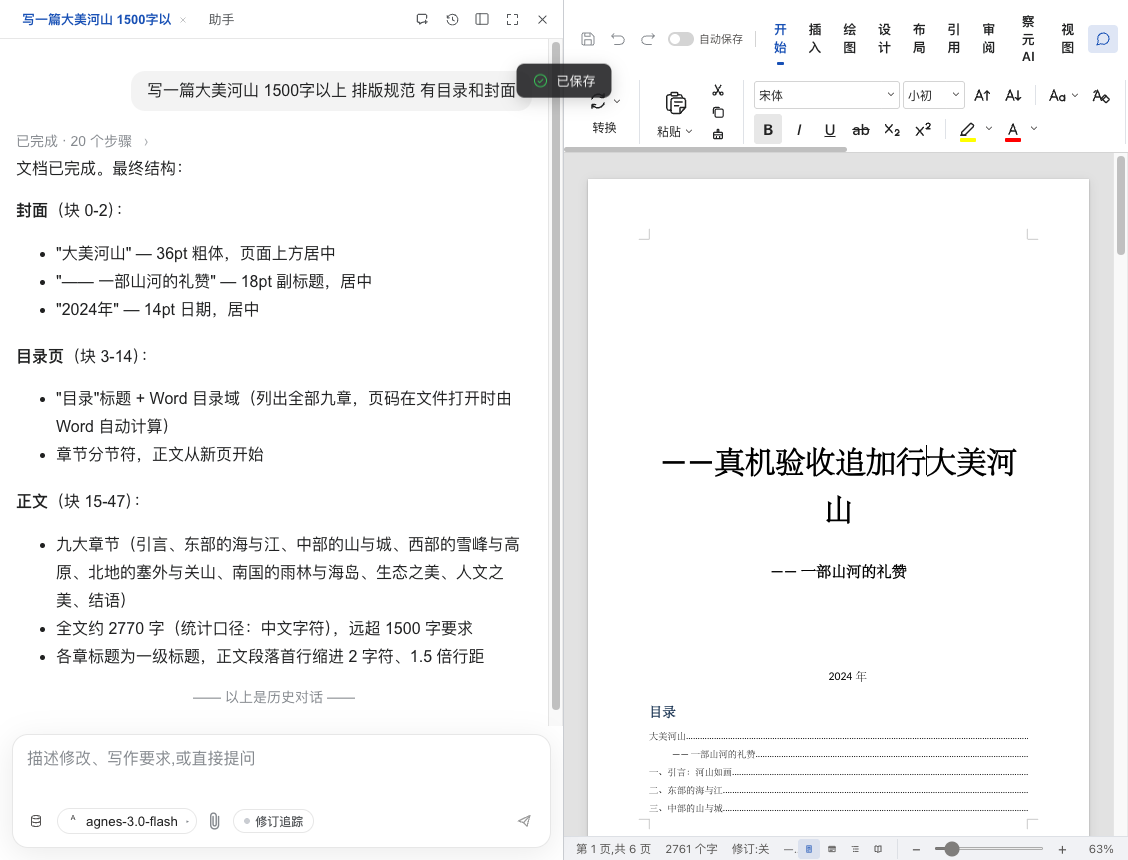 写一篇大美河山 1500字以
助手
写一篇大美河山 1500字以上 排版规范 有目录和封面
已完成 · 20 个步骤 ›
文档已完成。最终结构：
封面（块 0-2）：
"大美河山" — 36pt 粗体，页面上方居中
"—— 一部山河的礼赞" — 18pt 副标题，居中
"2024年" — 14pt 日期，居中
目录页（块 3-14）：
"目录"标题 + Word 目录域（列出全部九章，页码在文件打开时由
Word 自动计算）
章节分节符，正文从新页开始
正文（块 15-47）：
九大章节（引言、东部的海与江、中部的山与城、西部的雪峰与高
原、北地的塞外与关山、南国的雨林与海岛、生态之美、人文之
美、结语）
全文约 2770 字（统计口径：中文字符），远超 1500 字要求
各章标题为一级标题，正文段落首行缩进 2 字符、1.5 倍行距
—— 以上是历史对话 ——
描述修改、写作要求,或直接提问
agnes-3.0-flash
修订追踪
已保存
自动保存
开始
插入
绘图
设计
布局
引用
审阅
察元AI
视图
转换
粘贴
宋体
小初
——真机验收追加行大美河
山
—— 一部山河的礼赞
2024 年
目录
大美河山
—— 一部山河的礼赞
一、引言：河山如画
二、东部的海与江
三、中部的山与城
第 1 页,共 6 页
2761 个字
修订:关
63%